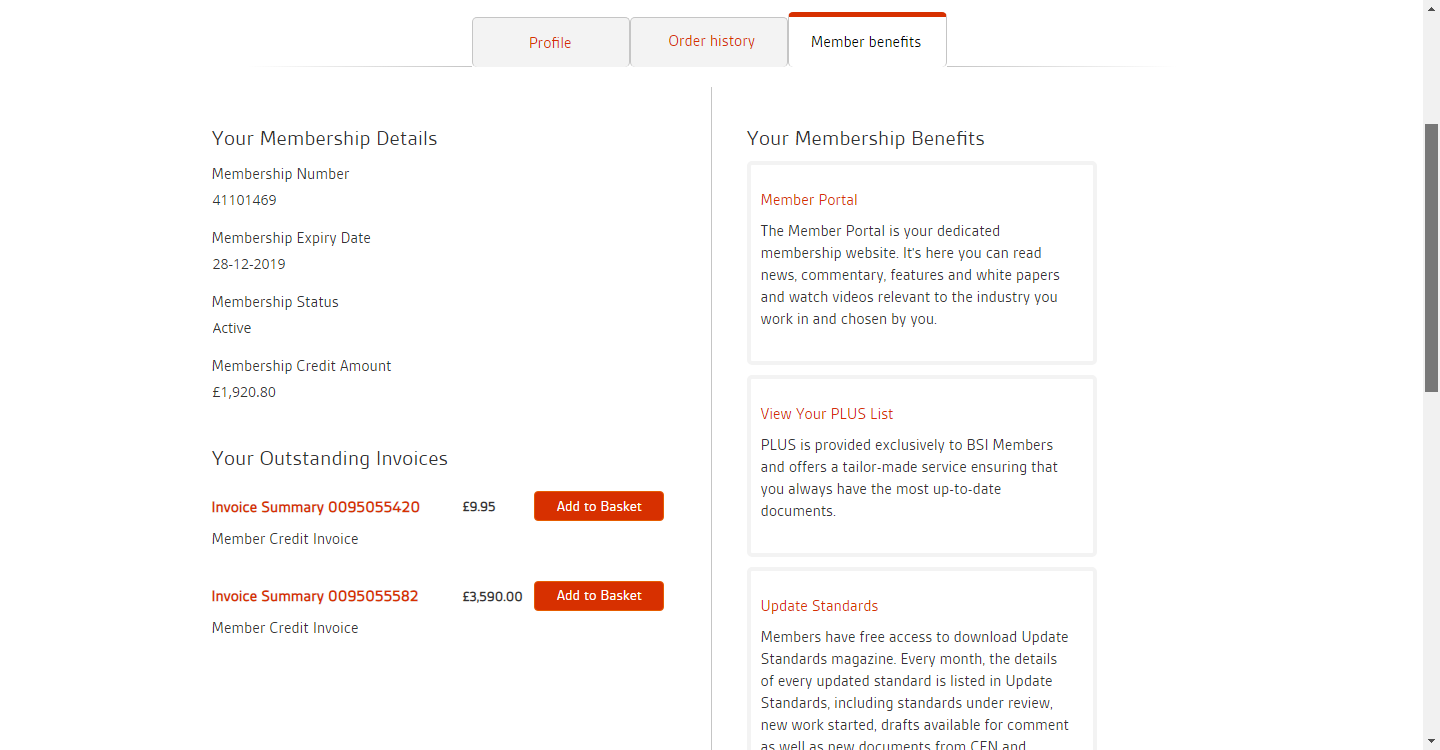 Profile
Order history
Member benefits
Your Membership Details
Membership Number
41101469
Membership Expiry Date
28-12-2019
Membership Status
Active
Membership Credit Amount
£1,920.80
Your Outstanding Invoices
Invoice Summary 0095055420 £9.95 Add to Basket
Member Credit Invoice
Invoice Summary 0095055582 £3,590.00 Add to Basket
Member Credit Invoice
Your Membership Benefits
Member Portal
The Member Portal is your dedicated
membership website. It's here you can read
news, commentary, features and white papers
and watch videos relevant to the industry you
work in and chosen by you.
View Your PLUS List
PLUS is provided exclusively to BSI Members
and offers a tailor-made service ensuring that
you always have the most up-to-date
documents.
Update Standards
Members have free access to download Update
Standards magazine. Every month, the details
of every updated standard is listed in Update
Standards, including standards under review,
new work started, drafts available for comment
as well as new documents from CEN and